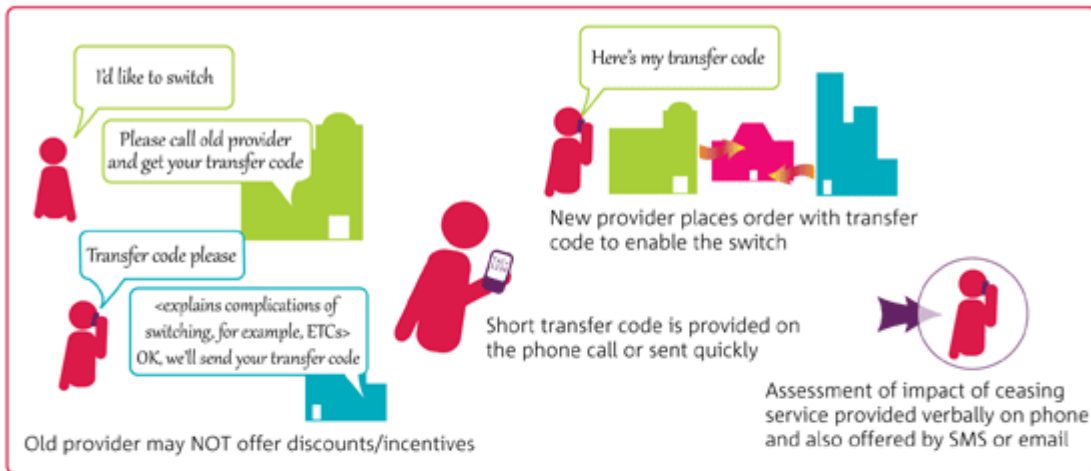 I'd like to switch
Please call old provider
and get your transfer code
Transfer code please
<explains complications of
switching, for example, ETCs>
OK, we'll send your transfer code
Old provider may NOT offer discounts/incentives
Short transfer code is provided on
the phone call or sent quickly
Here's my transfer code
New provider places order with transfer
code to enable the switch
Assessment of impact of ceasing
service provided verbally on phone
and also offered by SMS or email